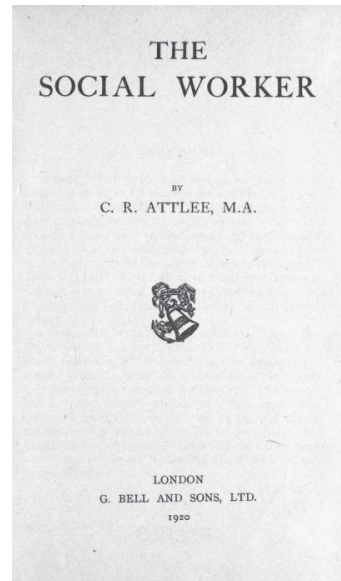 THE
SOCIAL WORKER
BY
C. R. ATTLEE, M.A.
LONDON
G. BELL AND SONS, LTD.
1920